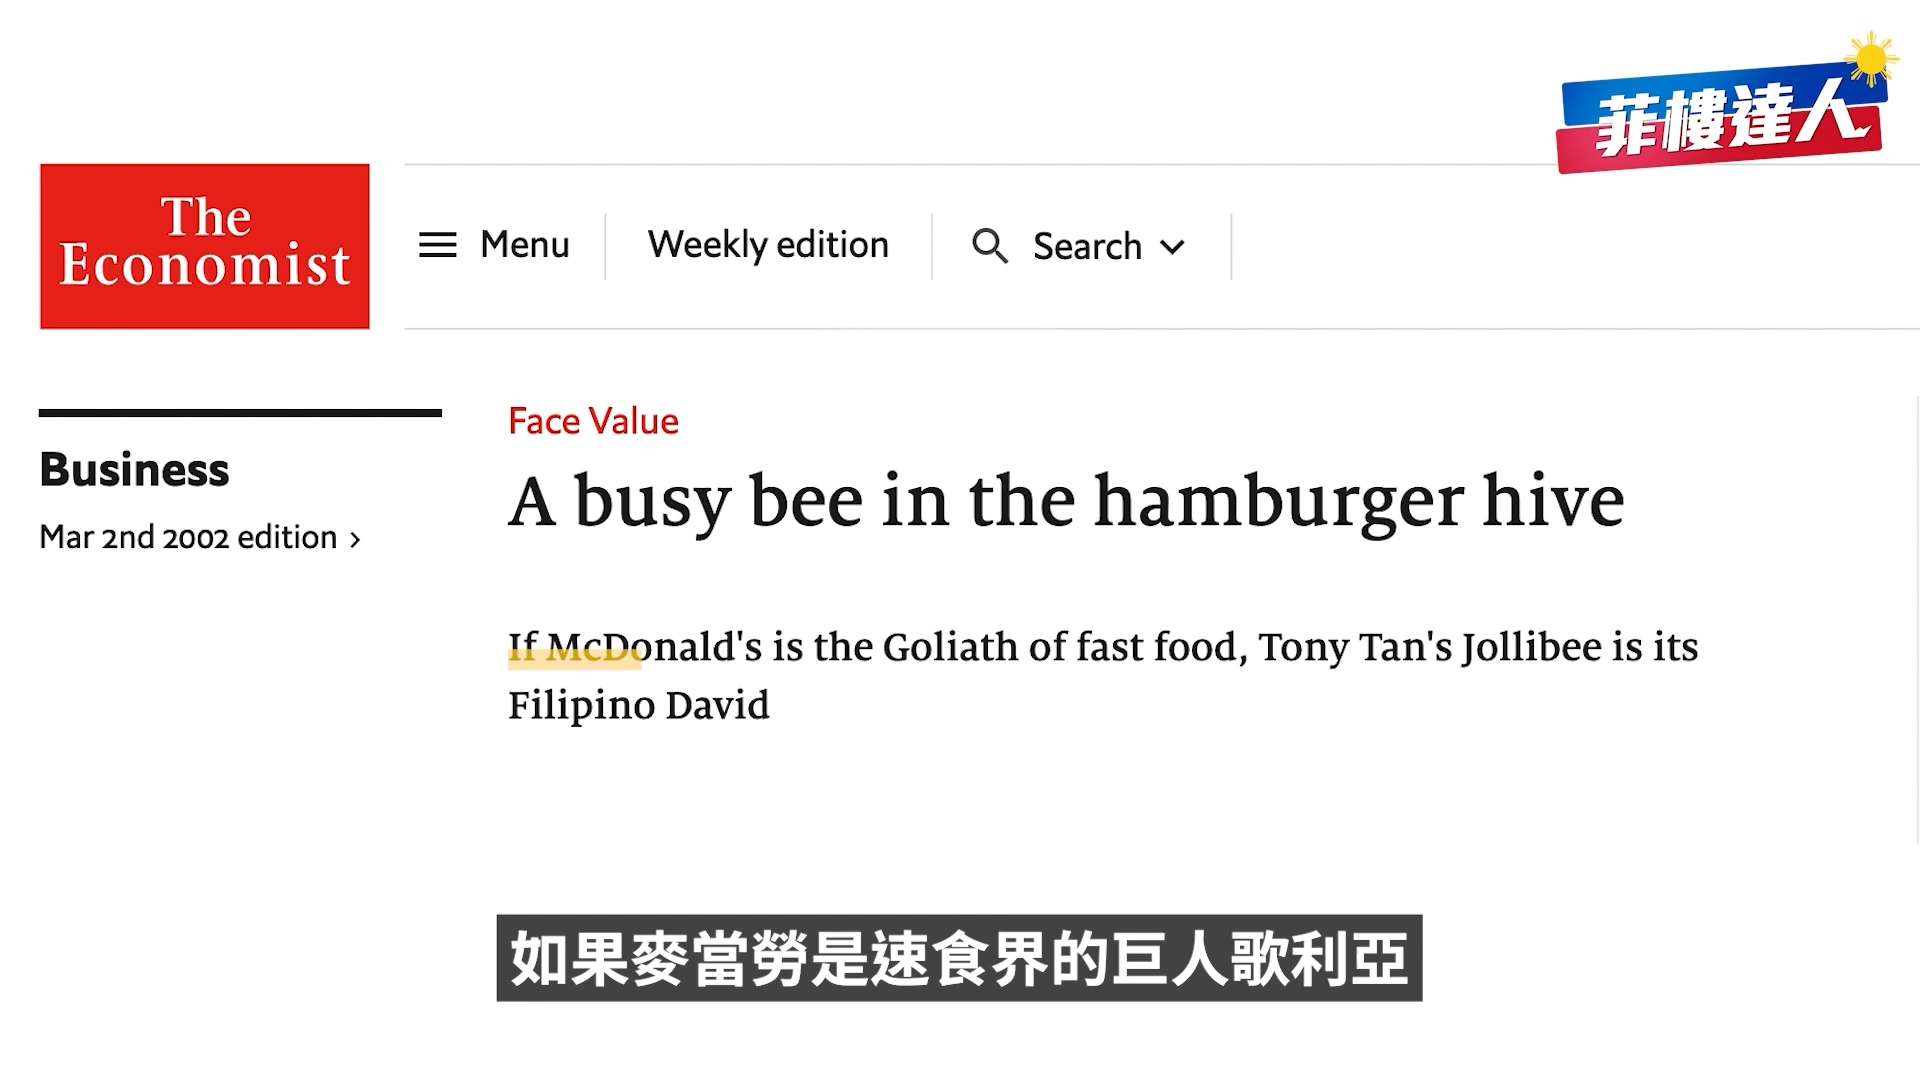 菲樓達人
The
Economist
Menu
Weekly edition
Search
Business
Mar 2nd 2002 edition ›
Face Value
A busy bee in the hamburger hive
If McDonald's is the Goliath of fast food, Tony Tan's Jollibee is its
Filipino David
如果麥當勞是速食界的巨人歌利亞